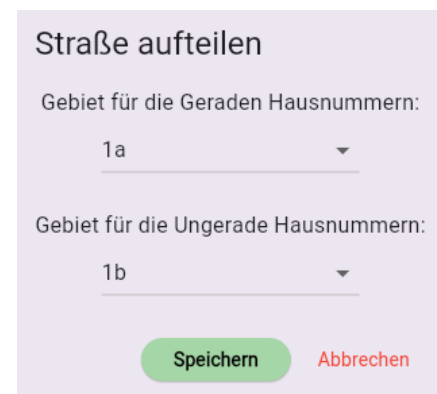 Straße aufteilen
Gebiet für die Geraden Hausnummern:
1a
Gebiet für die Ungerade Hausnummern:
1b
Speichern Abbrechen